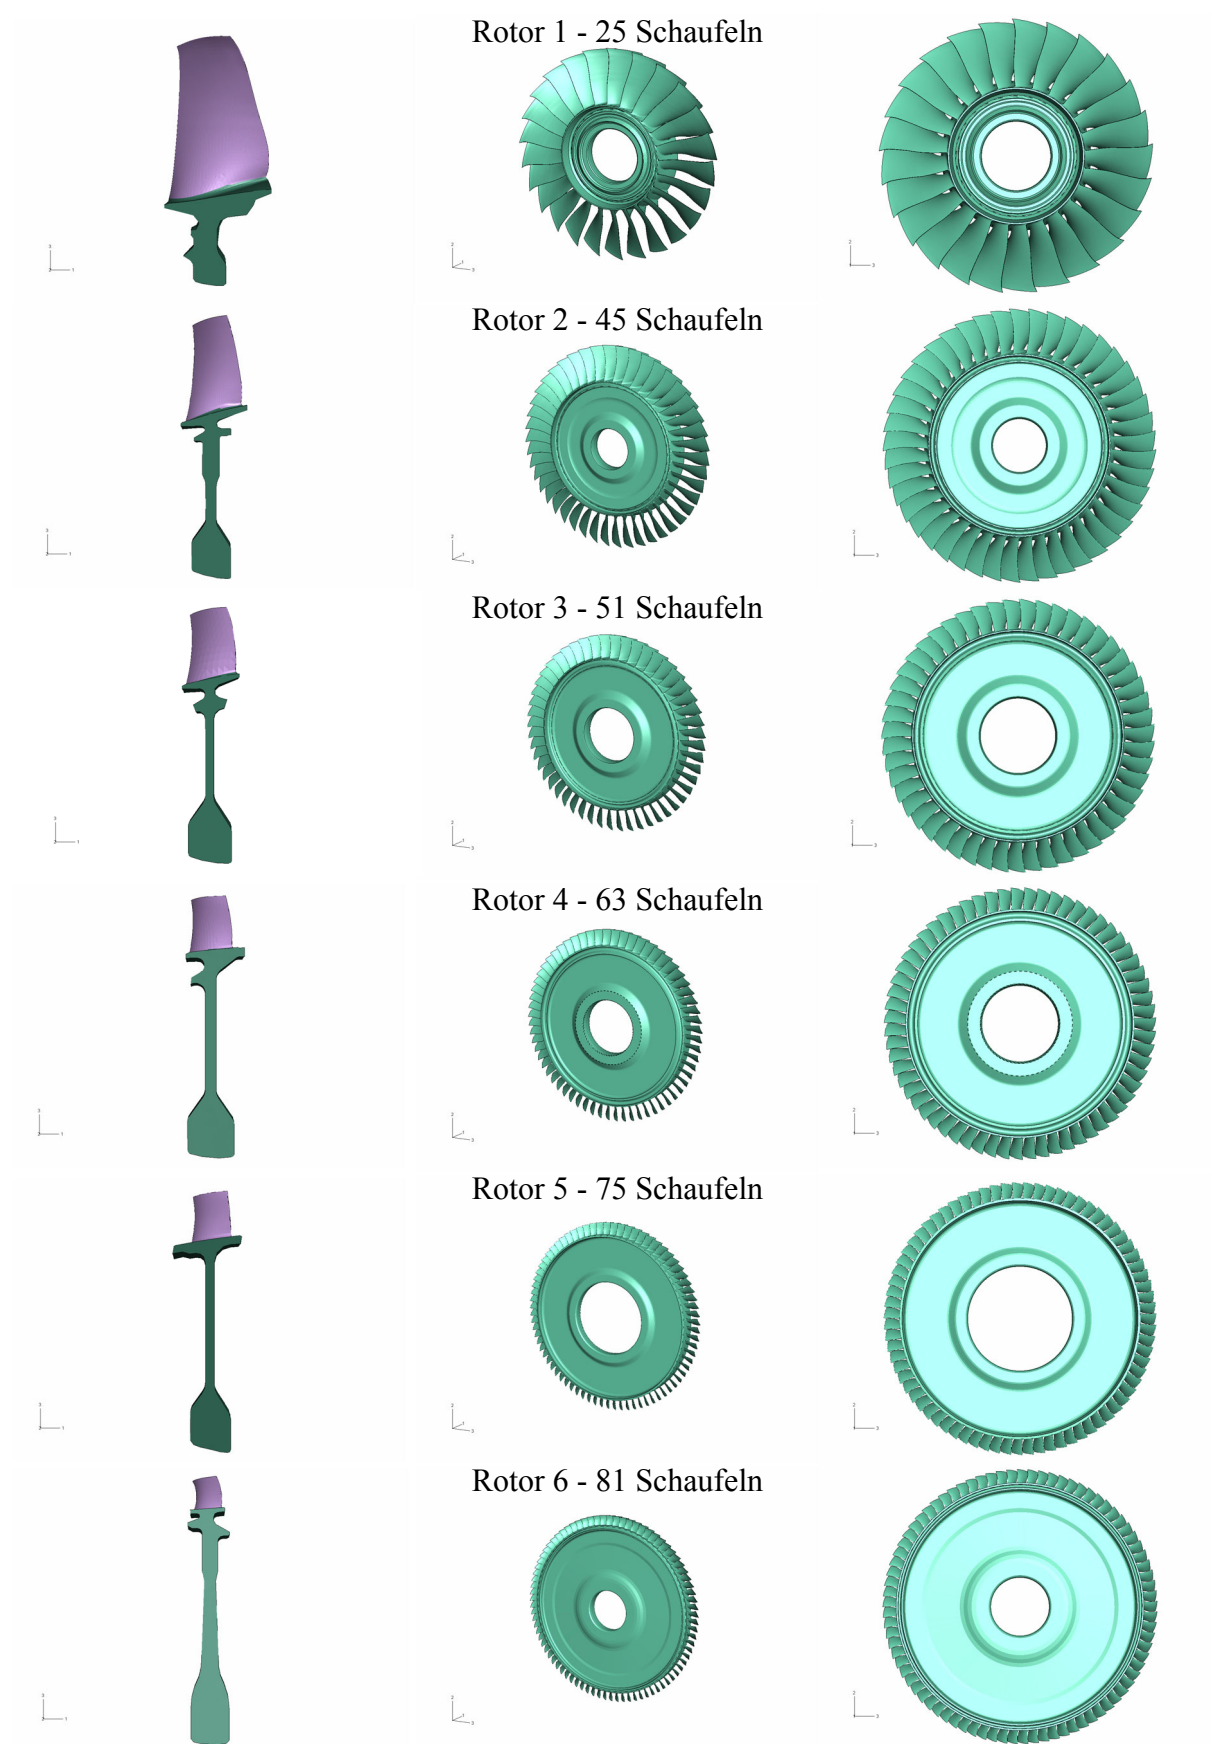 Rotor 1 - 25 Schaufeln
Rotor 2 - 45 Schaufeln
Rotor 3 - 51 Schaufeln
Rotor 4 - 63 Schaufeln
Rotor 5 - 75 Schaufeln
Rotor 6 - 81 Schaufeln